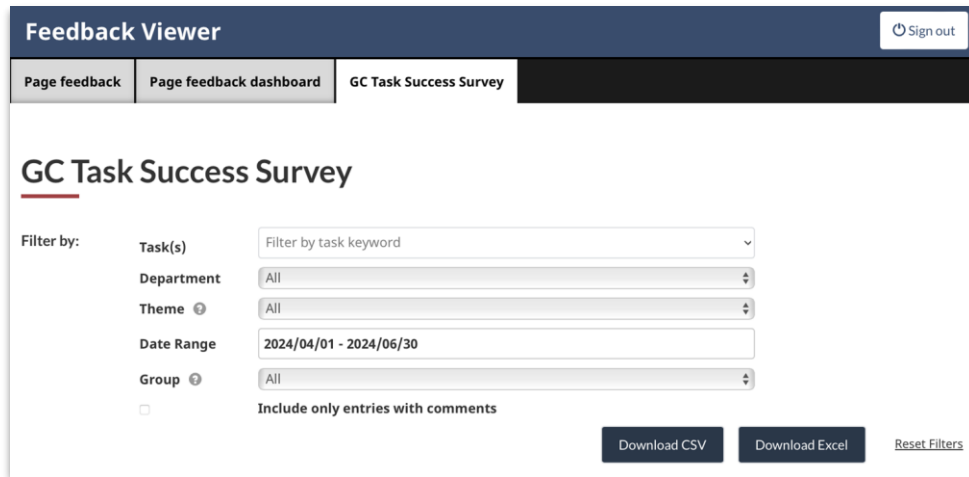 Feedback Viewer
Sign out
Page feedback Page feedback dashboard GC Task Success Survey
GC Task Success Survey
Filter by:
Task(s) Filter by task keyword
Department All
Theme ? All
Date Range 2024/04/01 - 2024/06/30
Group ? All
Include only entries with comments
Download CSV Download Excel Reset Filters